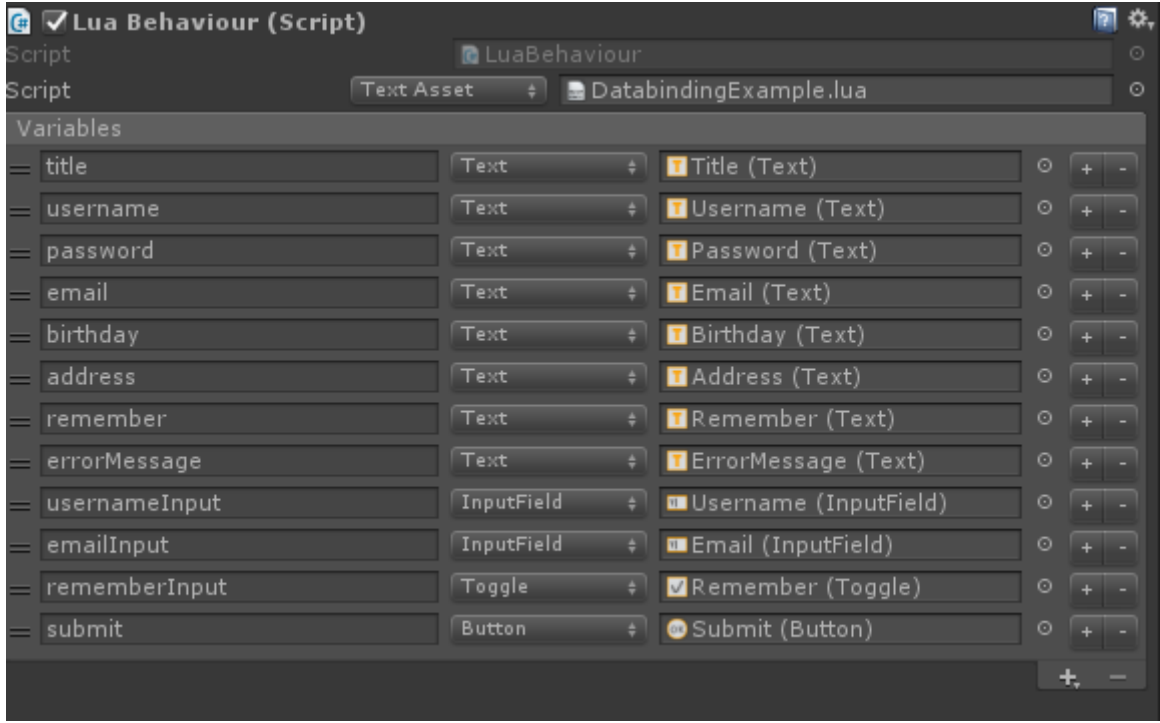 Lua Behaviour (Script)
Script LuaBehaviour
Script Text Asset DatabindingExample.lua
Variables
title Text Title (Text) + -
username Text Username (Text) + -
password Text Password (Text) + -
email Text Email (Text) + -
birthday Text Birthday (Text) + -
address Text Address (Text) + -
remember Text Remember (Text) + -
errorMessage Text ErrorMessage (Text) + -
usernameInput InputField Username (InputField) + -
emailInput InputField Email (InputField) + -
rememberInput Toggle Remember (Toggle) + -
submit Button Submit (Button) + -
+ -